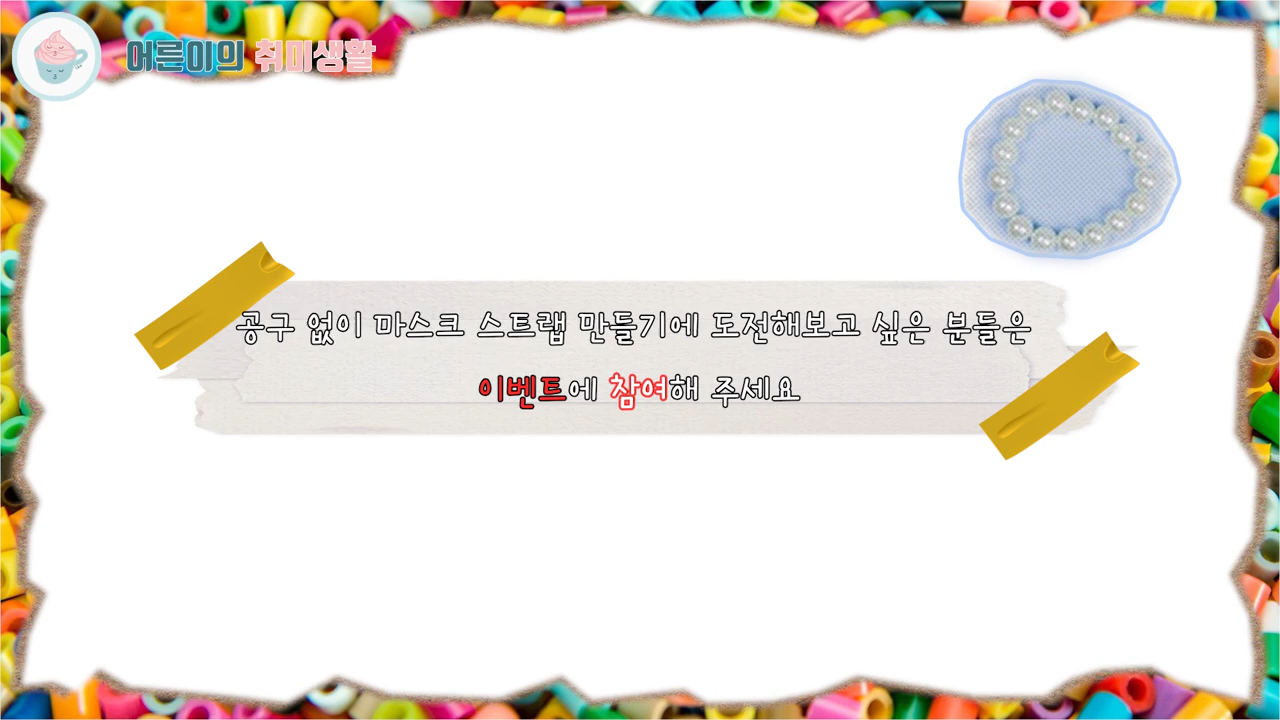 어른이의 취미생활
공구 없이 마스크 스트랩 만들기에 도전해보고 싶은 분들은
이벤트에 참여해 주세요